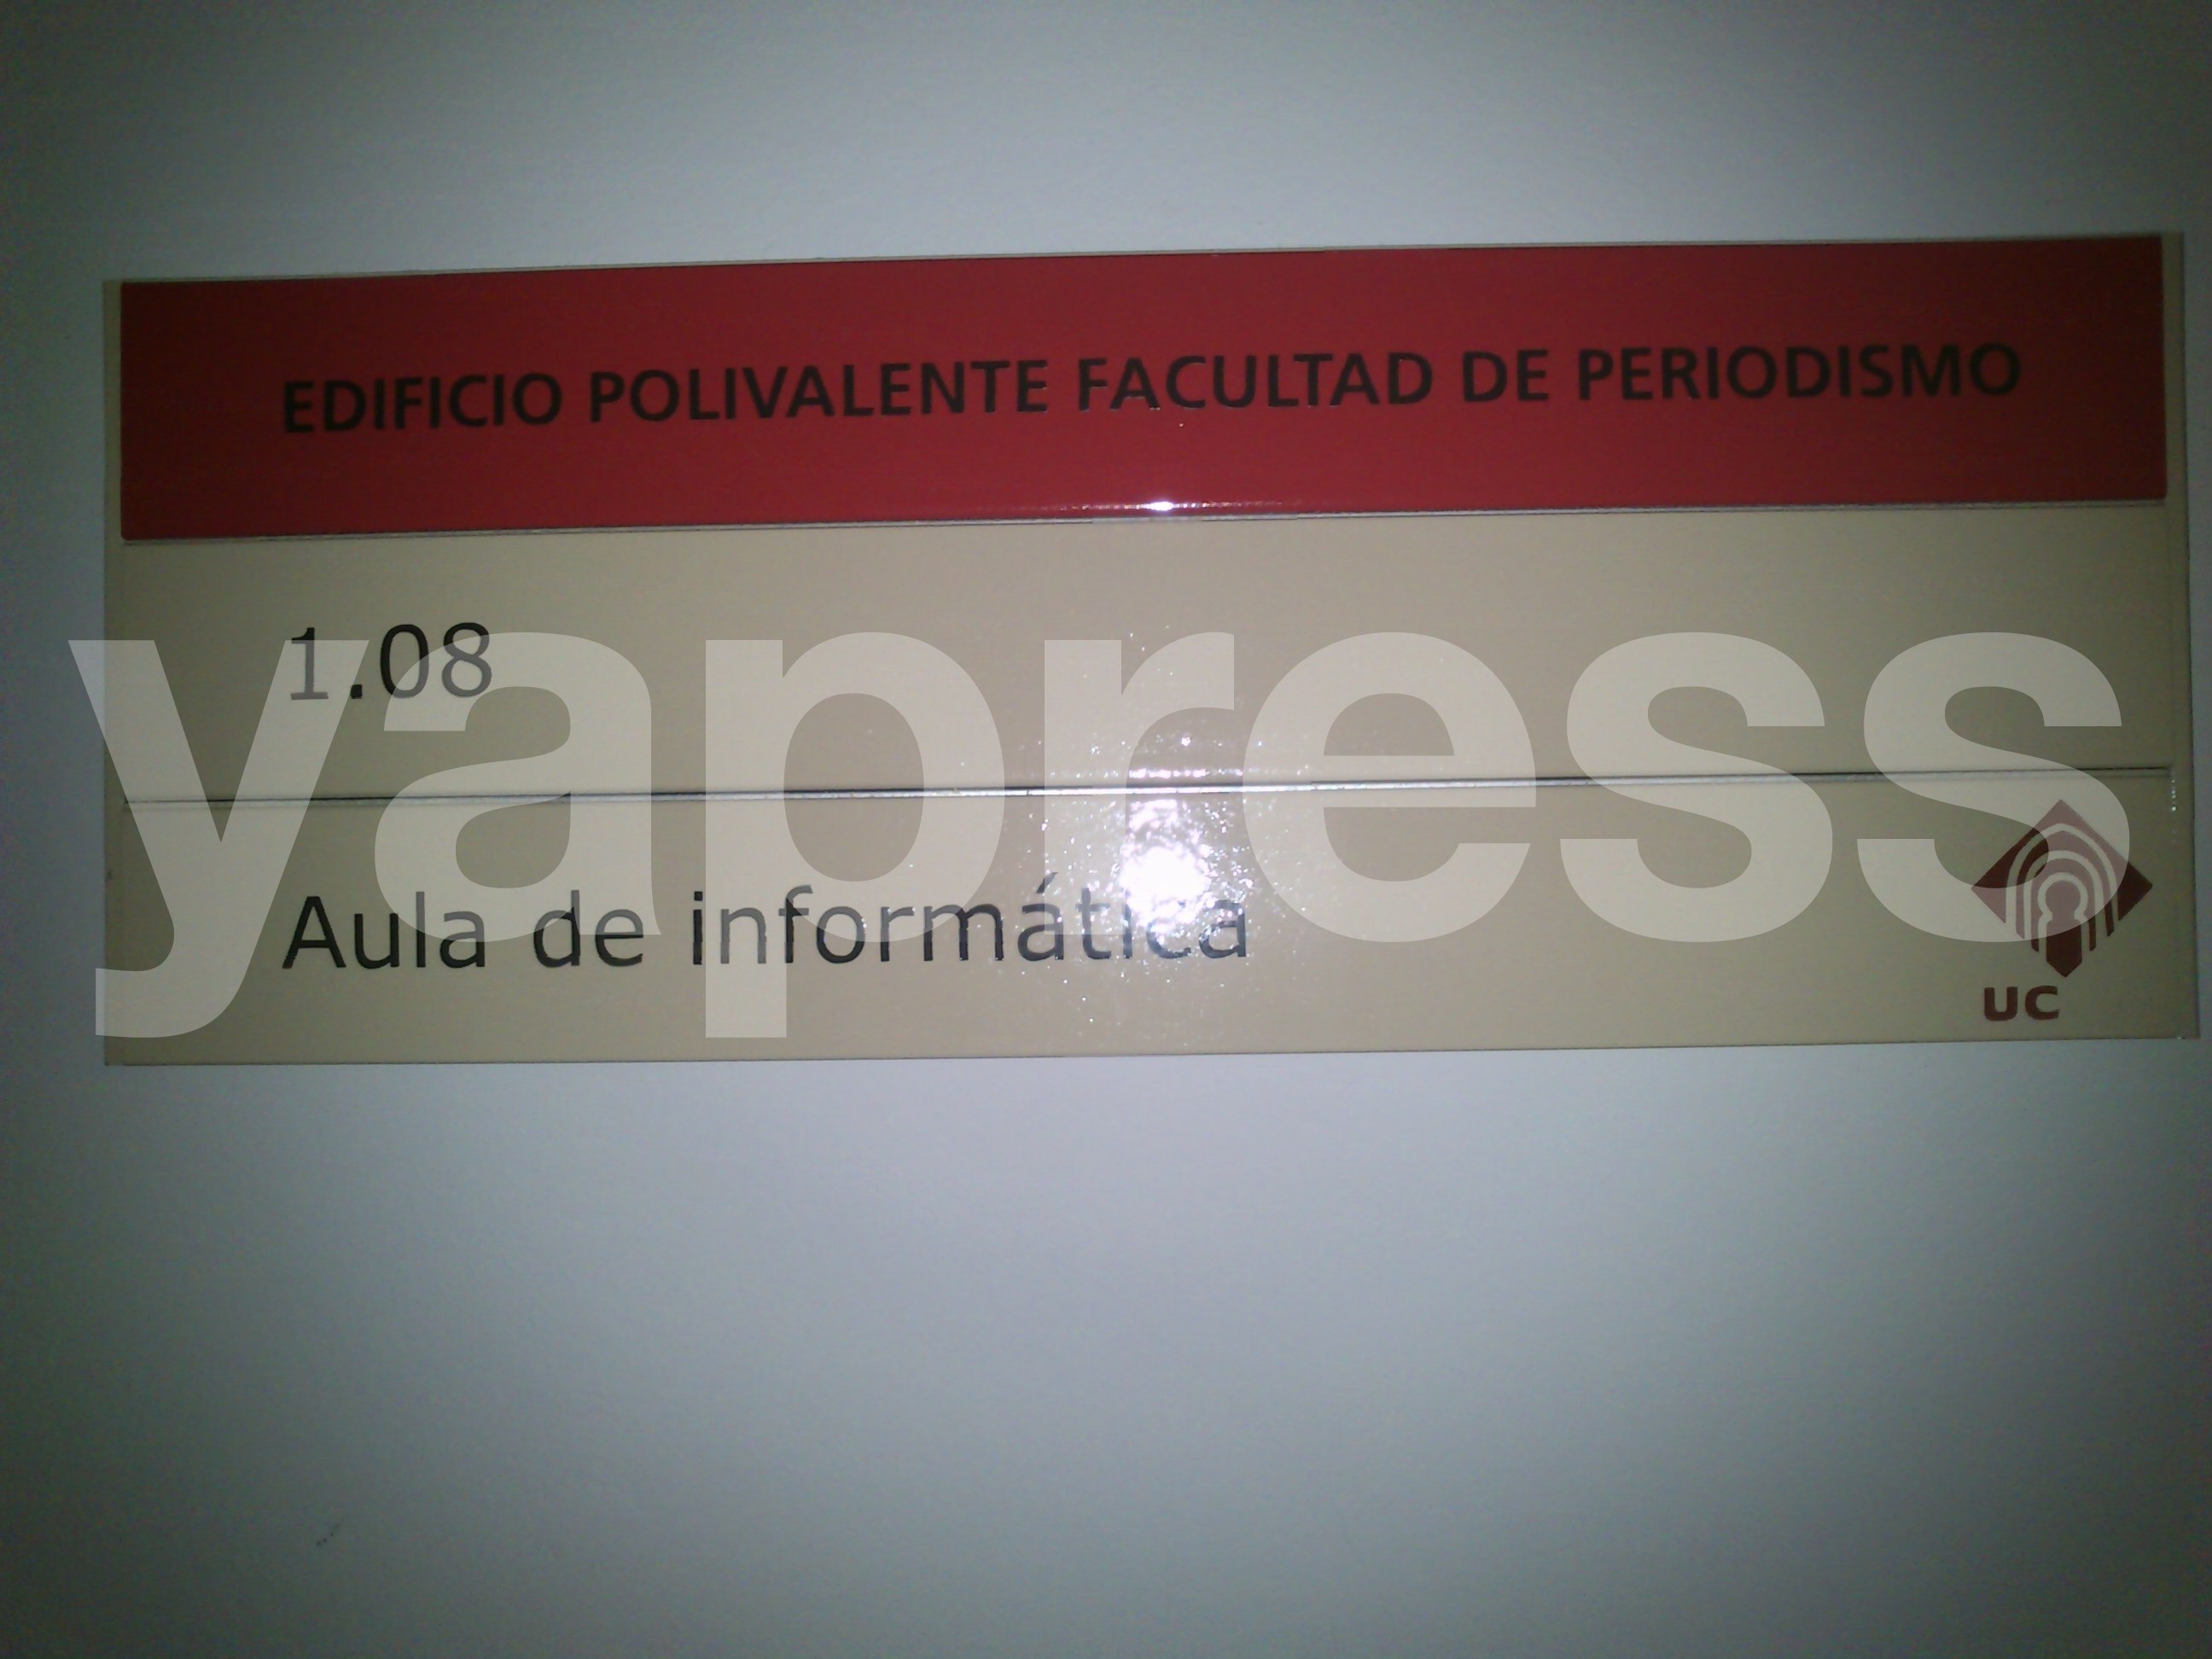 EDIFICIO POLIVALENTE FACULTAD DE PERIODISMO
1.08
yapress
Aula de informática
UC